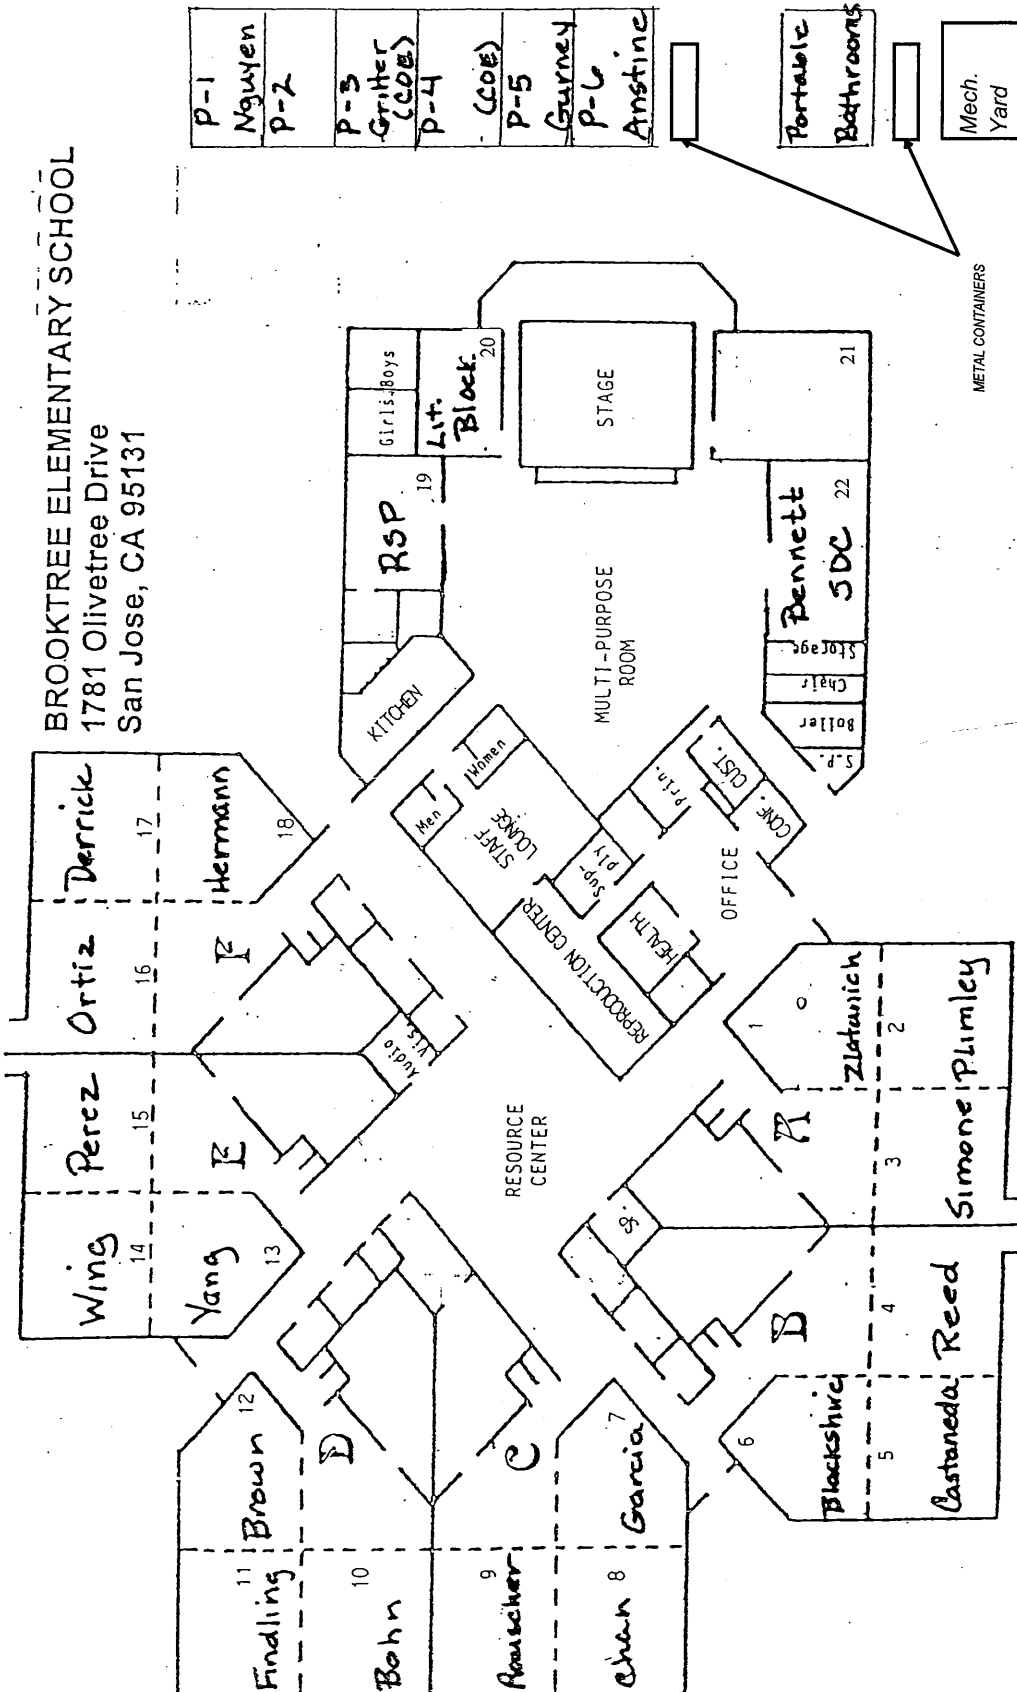 BROOKTREE ELEMENTARY SCHOOL
1781 Olivetree Drive
San Jose, CA 95131
P-1
Nguyen
P-2
P-3
Gritter
(COE)
P-4
(COE)
P-5
Gurney
P-6
Anstine
Portable
Bathrooms
Mech.
Yard
METAL CONTAINERS
Girls
Boys
Lit.
Block
20
RSP
19
STAGE
21
Bennett
SDC
22
Storage
Chair
Boiler
S.P.
MULTI-PURPOSE
ROOM
KITCHEN
Women
Men
STAFF
LOUNGE
Prin.
CUST.
CONF.
Sup-
ply
OFFICE
HEALTH
REPRODUCTION CENTER
Derrick
17
Hermann
18
Ortiz
16
F
Perez
15
E
Wing
14
Yang
13
Audio
Vis.
RESOURCE
CENTER
1
Zlatunich
2
Plimley
A
3
Simone
Sp.
B
4
Reed
6
Blackshire
5
Castaneda
12
Brown
D
11
Findling
10
Bohn
C
9
Rauscher
7
Garcia
8
Chan